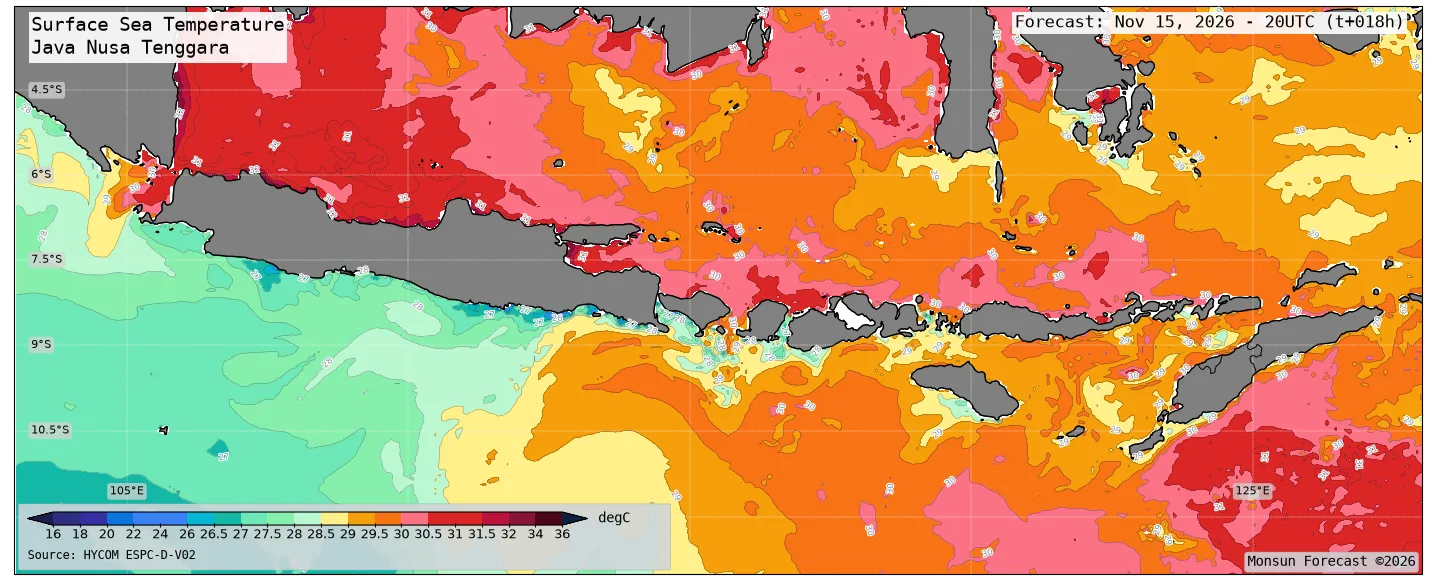 Surface Sea Temperature
Java Nusa Tenggara
Forecast: Nov 15, 2026 - 20UTC (t+018h)
4.5°S
6°S
7.5°S
9°S
10.5°S
105°E
125°E
16 18 20 22 24 26 26.5 27 27.5 28 28.5 29 29.5 30 30.5 31 31.5 32 34 36
degC
Source: HYCOM ESPC-D-V02
Monsun Forecast ©2026